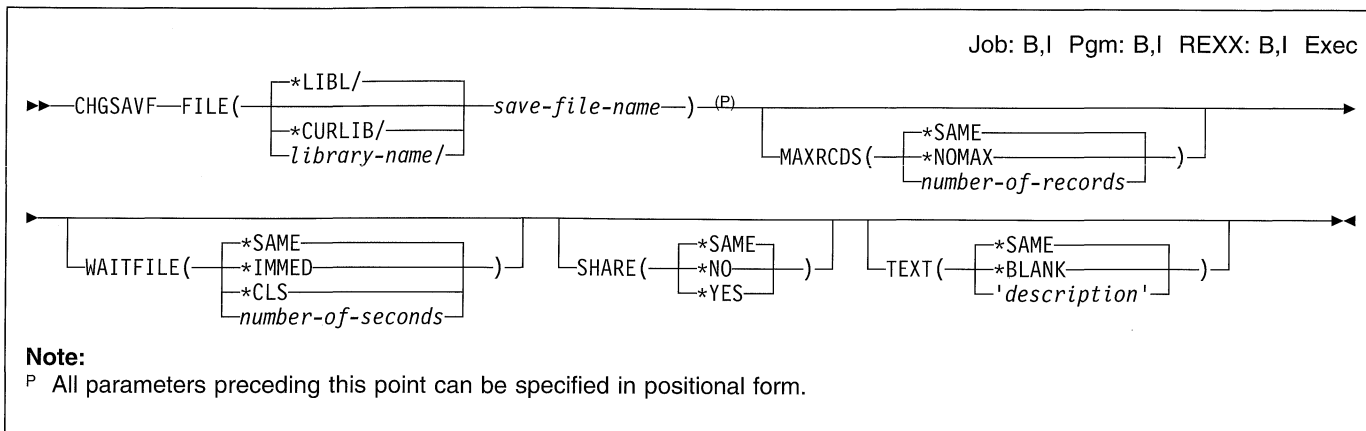 Job: B,I Pgm: B,I REXX: B,I Exec
*LIBL/
CHGSAVF FILE( save-file-name ) (P)
*CURLIB/
library-name/
*SAME
MAXRCDS( *NOMAX )
number-of-records
*SAME
WAITFILE( *IMMED )
*CLS
number-of-seconds
*SAME
SHARE( *NO )
*YES
*SAME
TEXT( *BLANK )
'description'
Note:
P All parameters preceding this point can be specified in positional form.